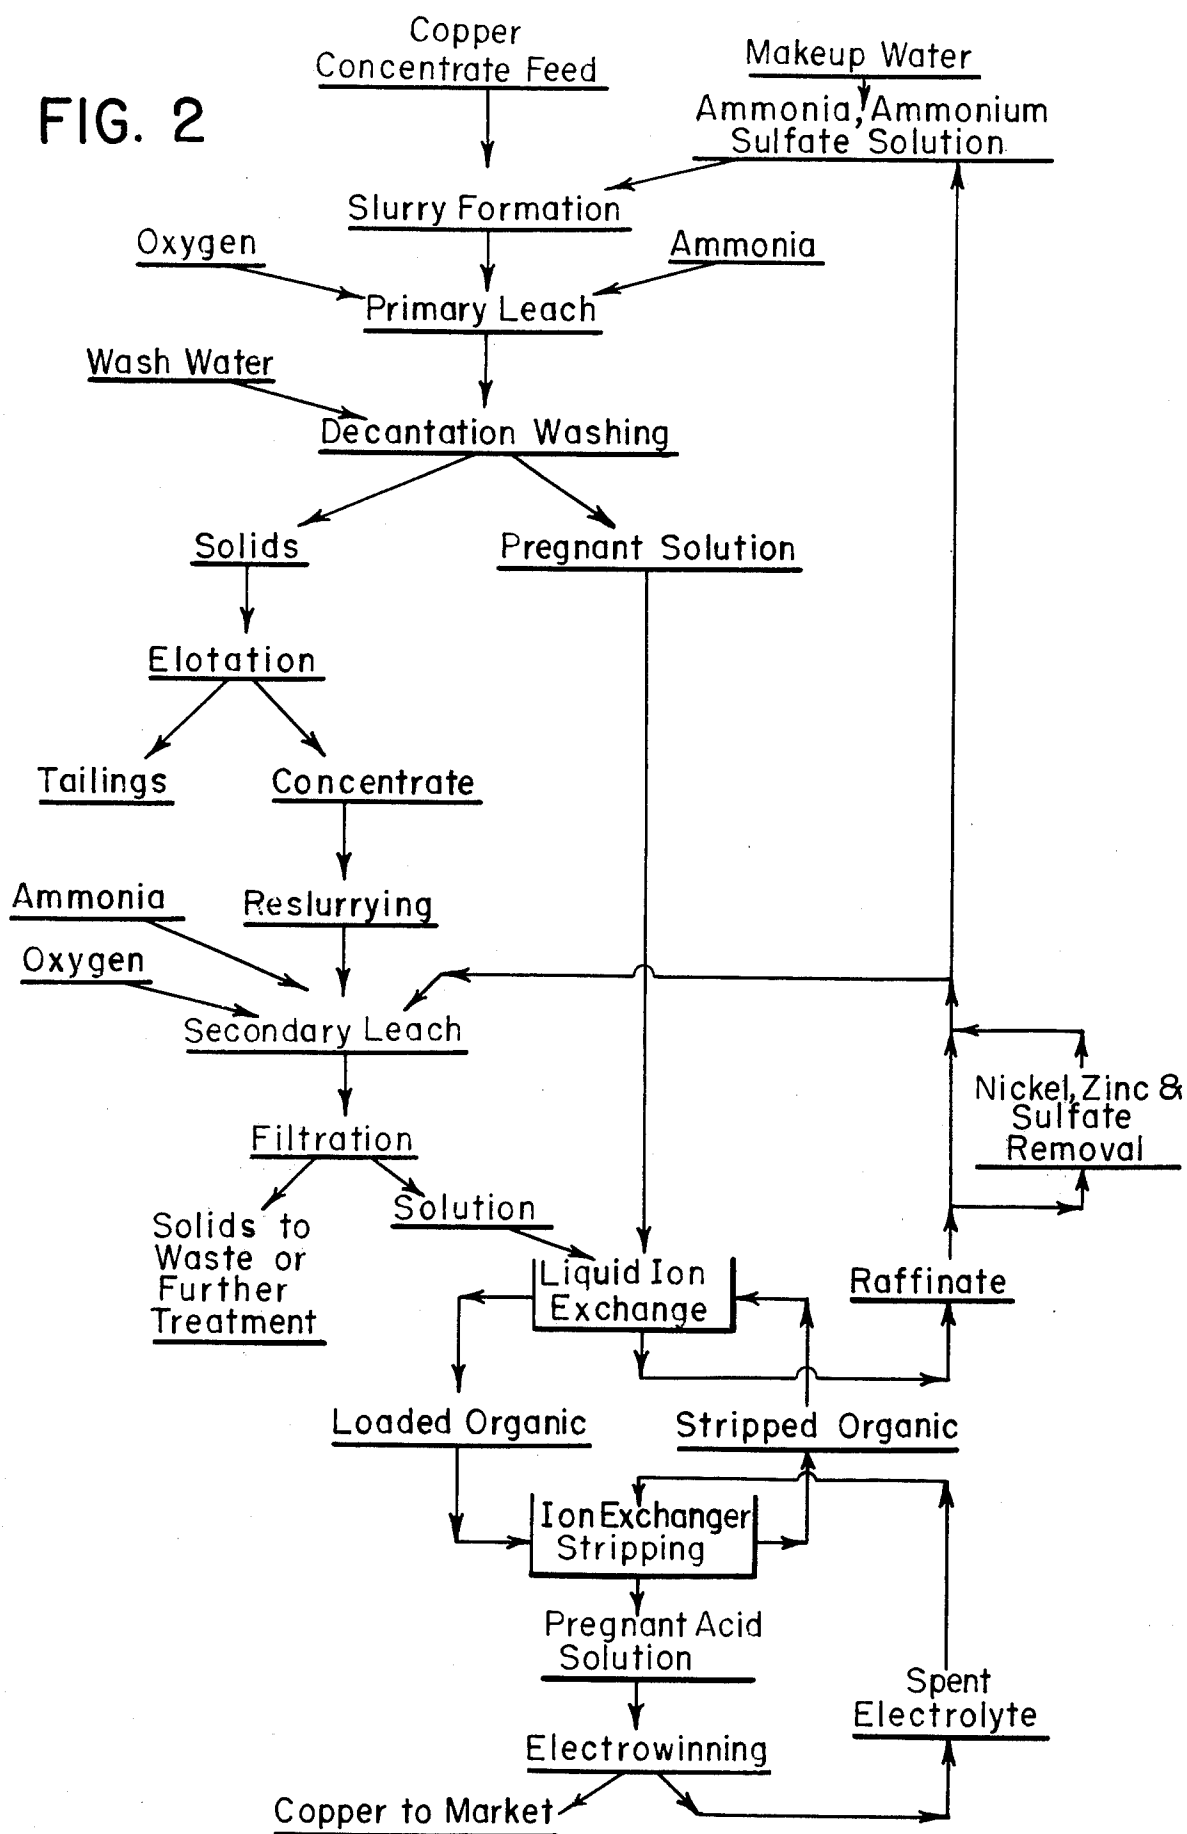 Copper
Concentrate Feed
Makeup Water
FIG. 2
Ammonia, Ammonium
Sulfate Solution
Slurry Formation
Oxygen
Ammonia
Primary Leach
Wash Water
Decantation Washing
Solids
Pregnant Solution
Elotation
Tailings
Concentrate
Ammonia
Reslurrying
Oxygen
Secondary Leach
Nickel, Zinc &
Sulfate
Removal
Filtration
Solution
Solids to
Waste or
Further
Treatment
Liquid Ion
Exchange
Raffinate
Loaded Organic
Stripped Organic
Ion Exchanger
Stripping
Pregnant Acid
Solution
Spent
Electrolyte
Electrowinning
Copper to Market